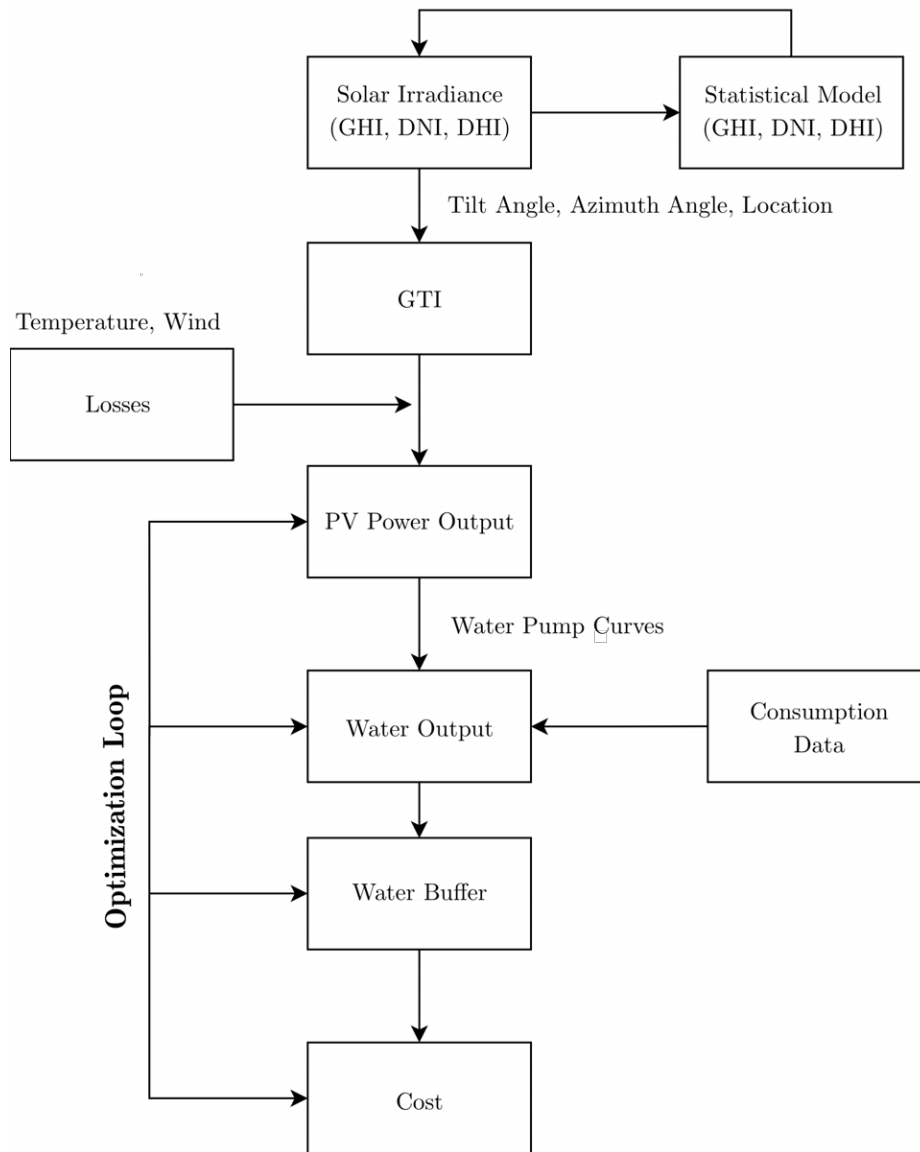 Solar Irradiance
(GHI, DNI, DHI)
Statistical Model
(GHI, DNI, DHI)
Tilt Angle, Azimuth Angle, Location
GTI
Temperature, Wind
Losses
PV Power Output
Water Pump Curves
Optimization Loop
Water Output
Consumption
Data
Water Buffer
Cost